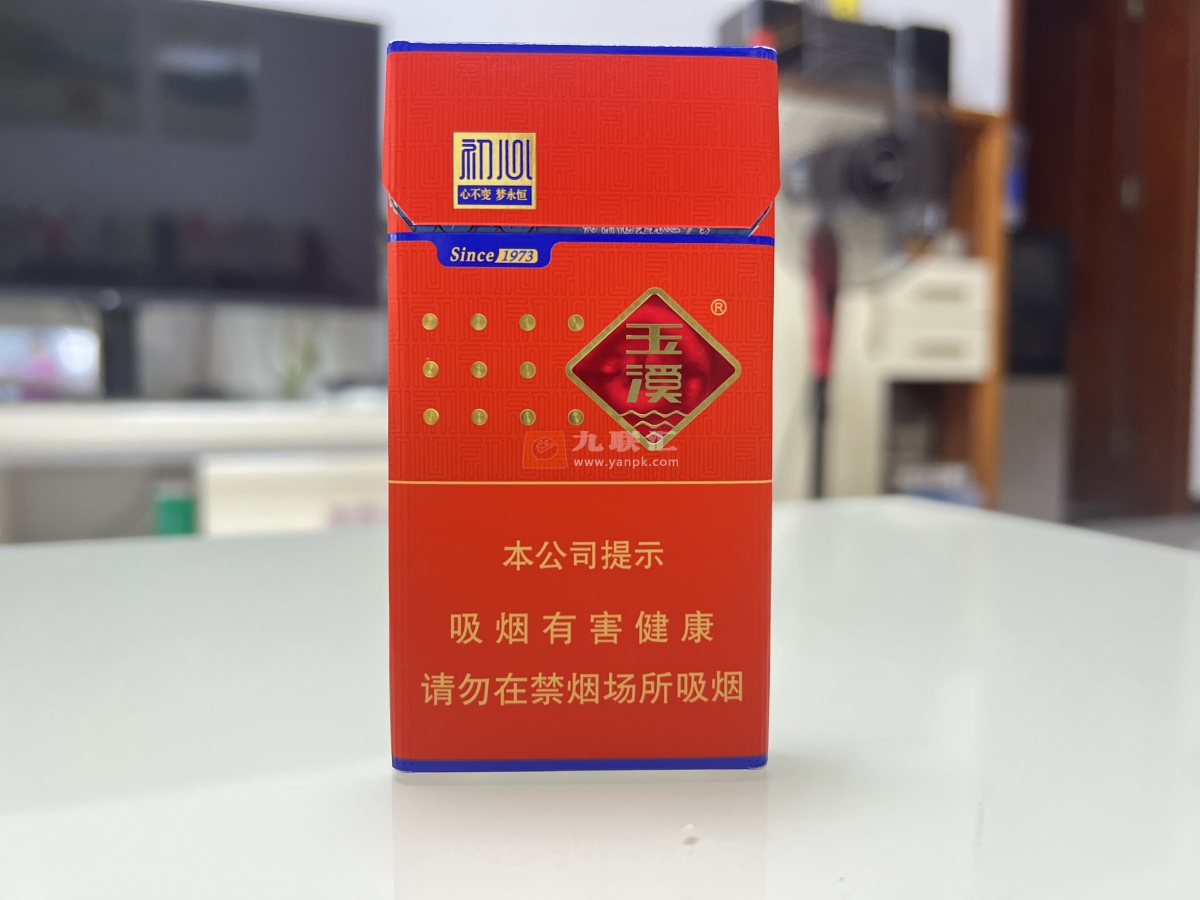 初心
心不变 梦永恒
Since 1973
®
玉
溪
九联汇
www.yanpk.com
本公司提示
吸烟有害健康
请勿在禁烟场所吸烟